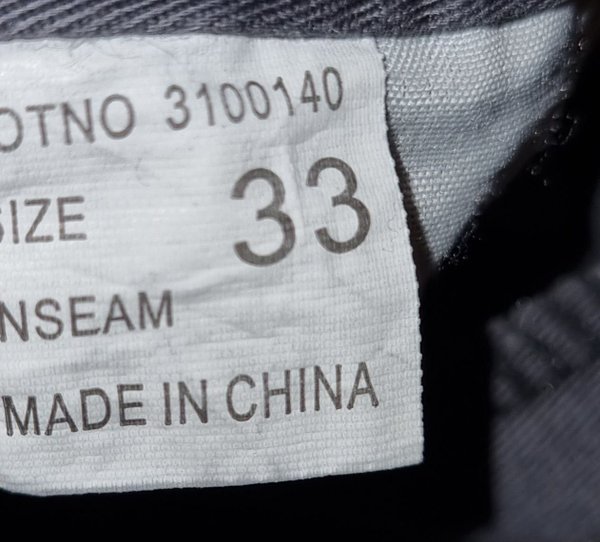 OTNO 3100140
SIZE 33
NSEAM
MADE IN CHINA